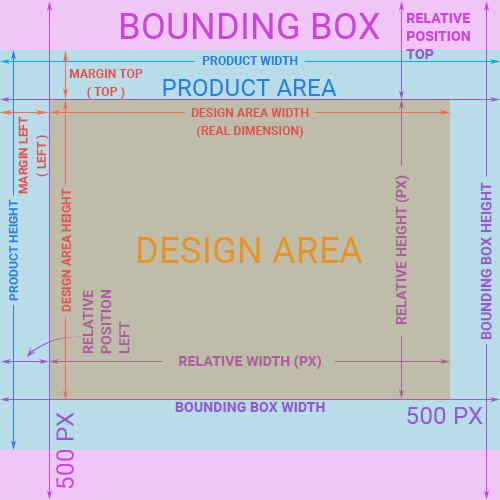 BOUNDING BOX
RELATIVE
POSITION
TOP
PRODUCT WIDTH
MARGIN TOP
( TOP )
PRODUCT AREA
DESIGN AREA WIDTH
(REAL DIMENSION)
MARGIN LEFT
( LEFT )
PRODUCT HEIGHT
DESIGN AREA HEIGHT
RELATIVE HEIGHT (PX)
BOUNDING BOX HEIGHT
DESIGN AREA
RELATIVE
POSITION
LEFT
RELATIVE WIDTH (PX)
BOUNDING BOX WIDTH
500 PX
500 PX